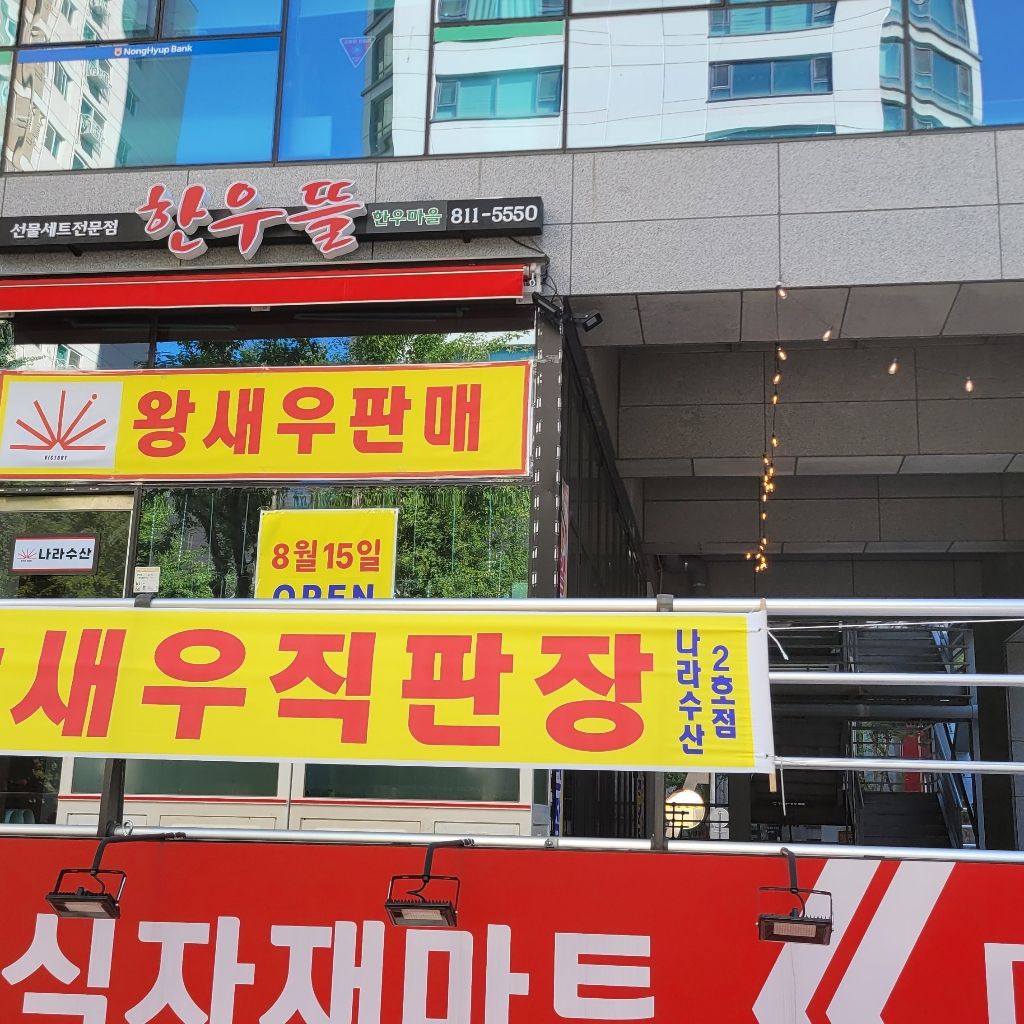 NongHyup Bank
선물세트전문점 한우뜰 한우마을 811-5550
왕새우판매
VICTORY
나라수산
8월 15일
OPEN
새우직판장
나라수산
2호점
식자재마트